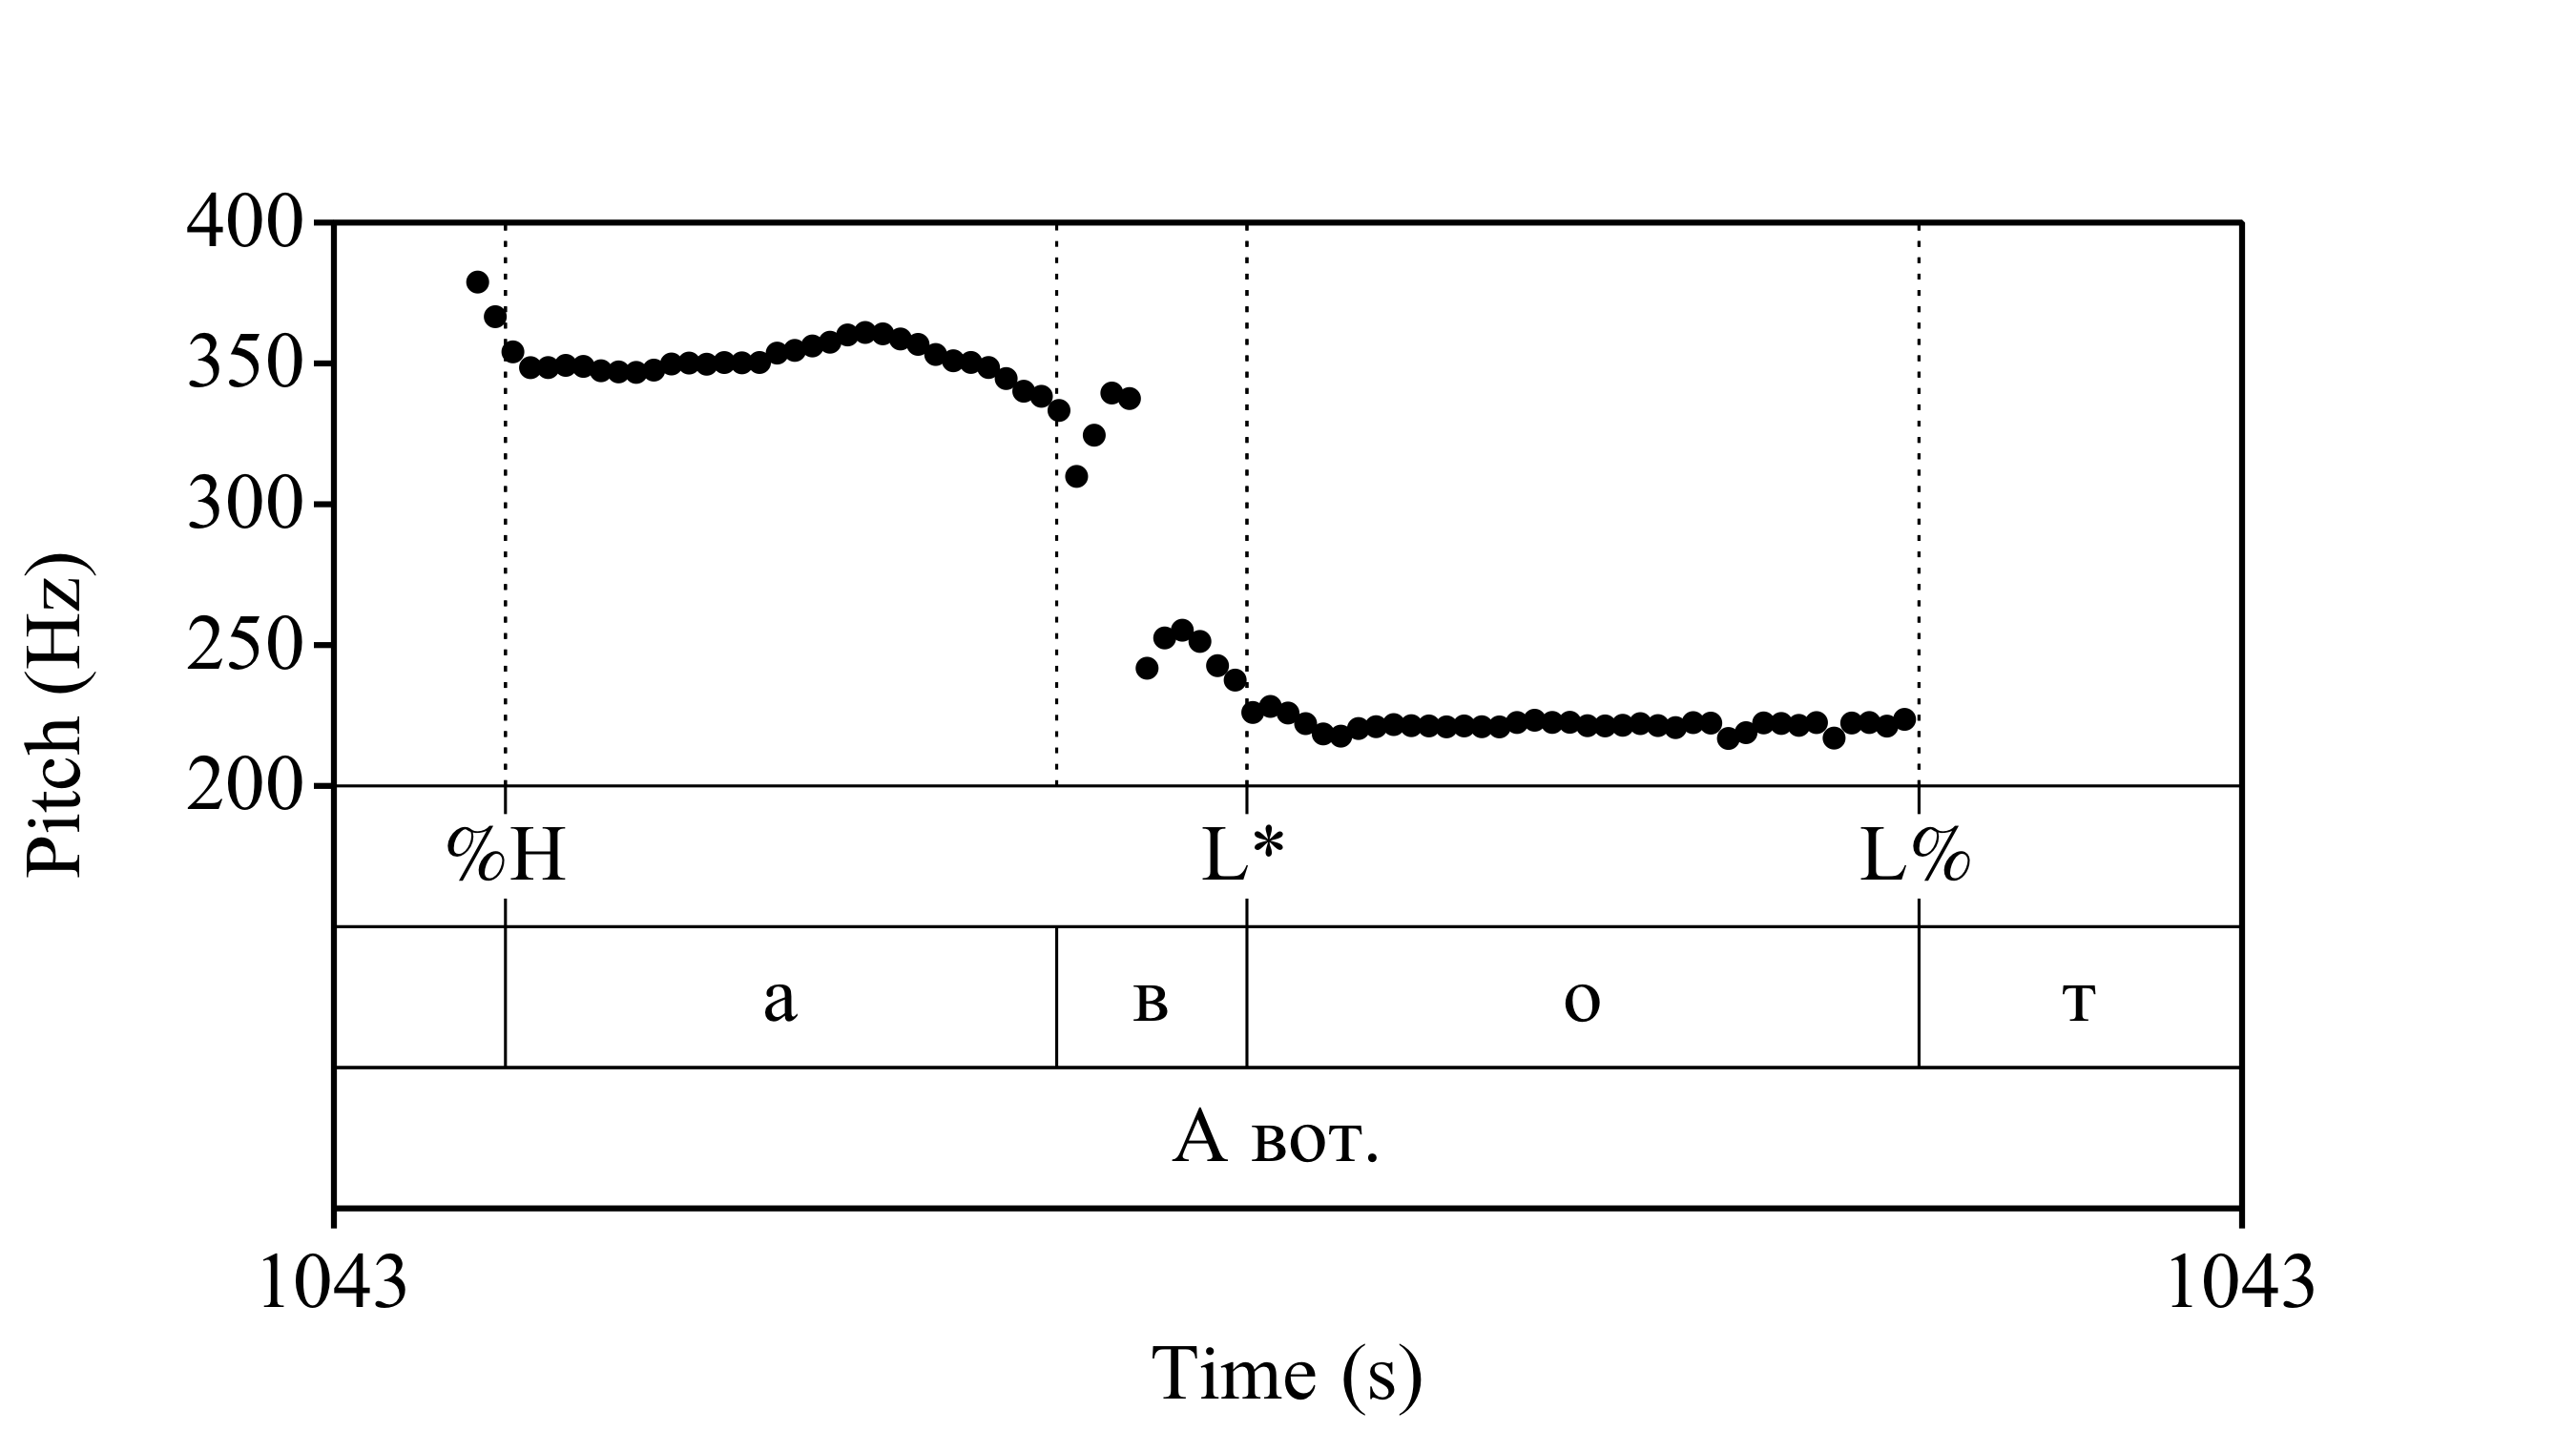 400
350
300
250
200
Pitch (Hz)
%H L* L%
а в о т
А вот.
1043 1043
Time (s)